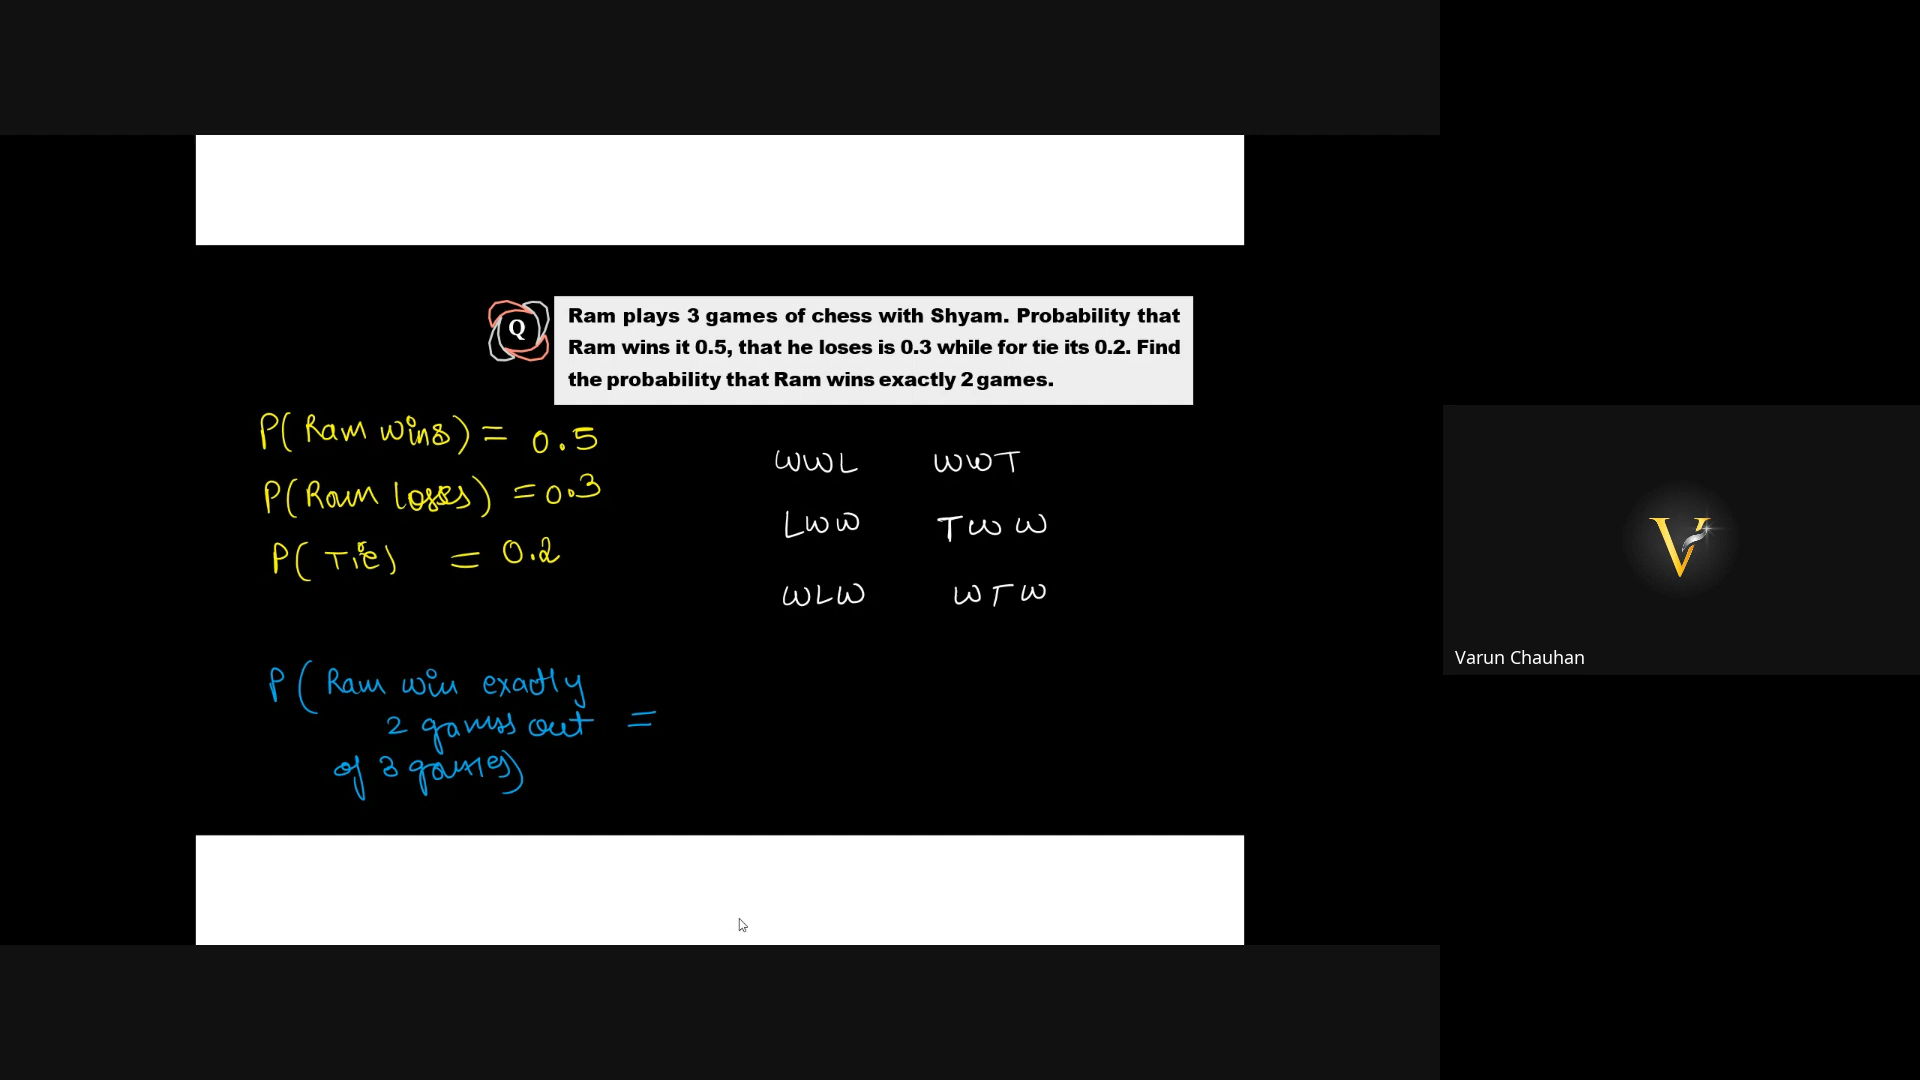 Q
Ram plays 3 games of chess with Shyam. Probability that
Ram wins it 0.5, that he loses is 0.3 while for tie its 0.2. Find
the probability that Ram wins exactly 2 games.
P(Ram wins) = 0.5
P(Ram loses) = 0.3
P(Tie) = 0.2
WWL WWT
LWW TWW
WLW WTW
P(Ram win exactly
2 games out =
of 3 games)
V
Varun Chauhan